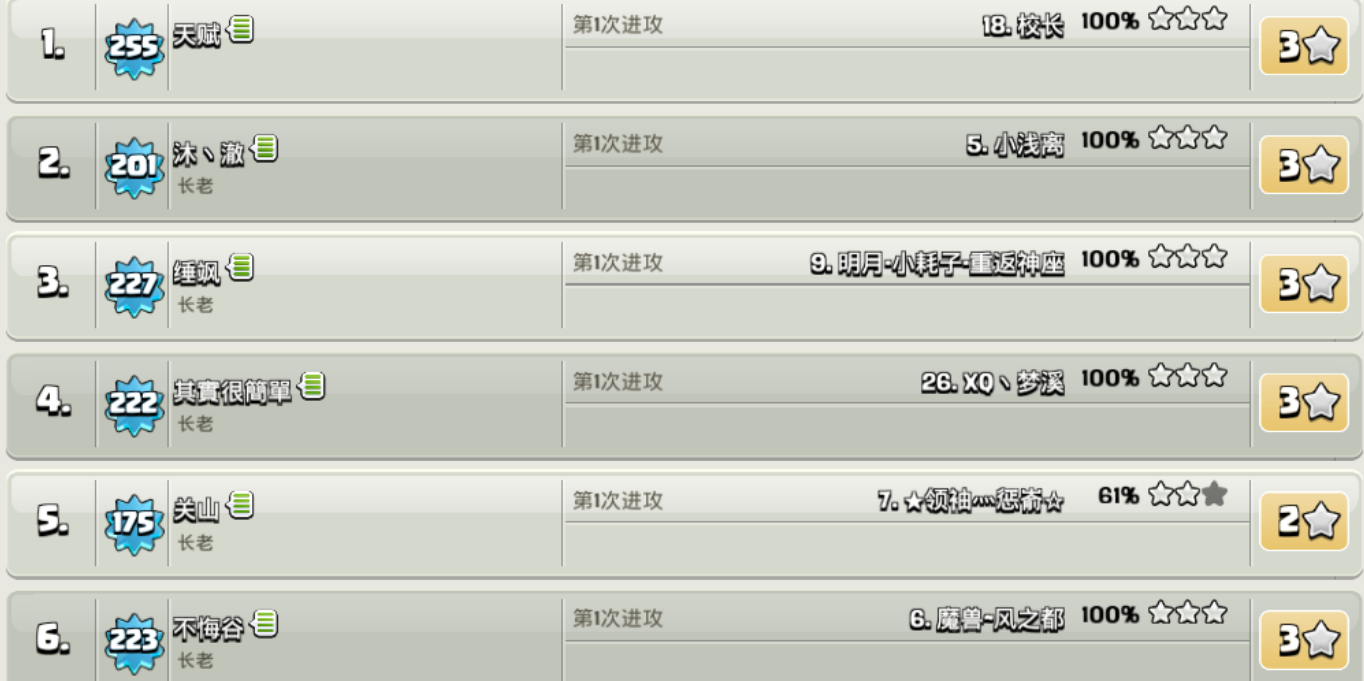 1. 255 天赋 第1次进攻 18. 校长 100% 3
2. 201 沐丶澈 第1次进攻 5. 小浅离 100% 3
长老
3. 227 缍飒 第1次进攻 9. 明月-小耗子-重返神座 100% 3
长老
4. 222 其實很簡單 第1次进攻 26. XQ丶梦溪 100% 3
长老
5. 175 关山 第1次进攻 7. ★领袖灬惩嵛☆ 61% 2
长老
6. 223 不悔谷 第1次进攻 6. 魔兽~风之都 100% 3
长老